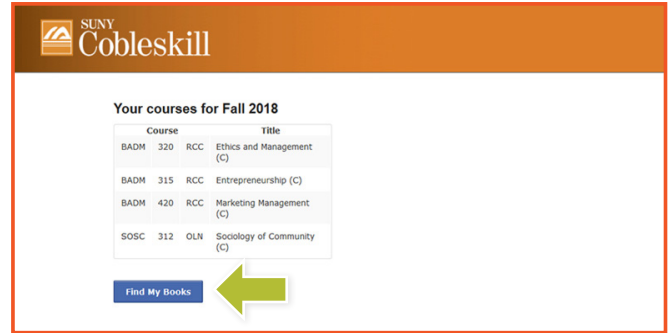 SUNY
Cobleskill
Your courses for Fall 2018
Course Title
BADM 320 RCC Ethics and Management
(C)
BADM 315 RCC Entrepreneurship (C)
BADM 420 RCC Marketing Management
(C)
SOSC 312 OLN Sociology of Community
(C)
Find My Books